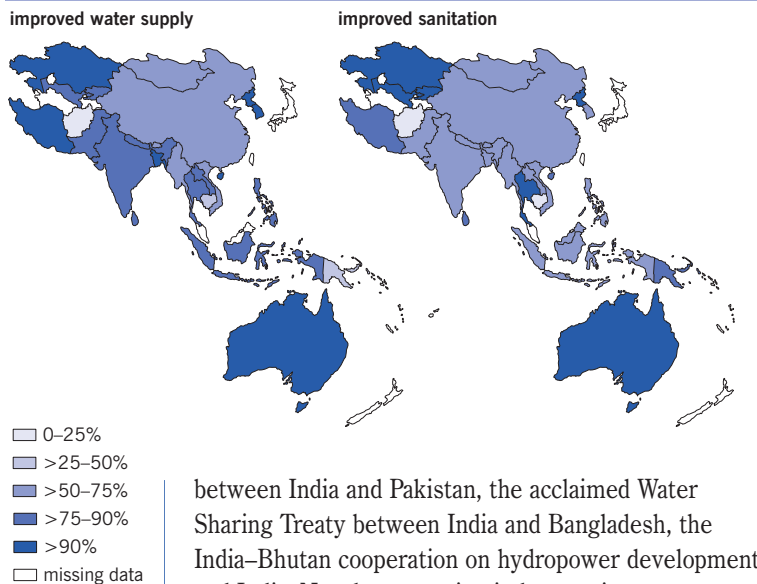 improved water supply
improved sanitation
0–25%
>25–50%
>50–75%
>75–90%
>90%
missing data
between India and Pakistan, the acclaimed Water
Sharing Treaty between India and Bangladesh, the
India–Bhutan cooperation on hydropower development